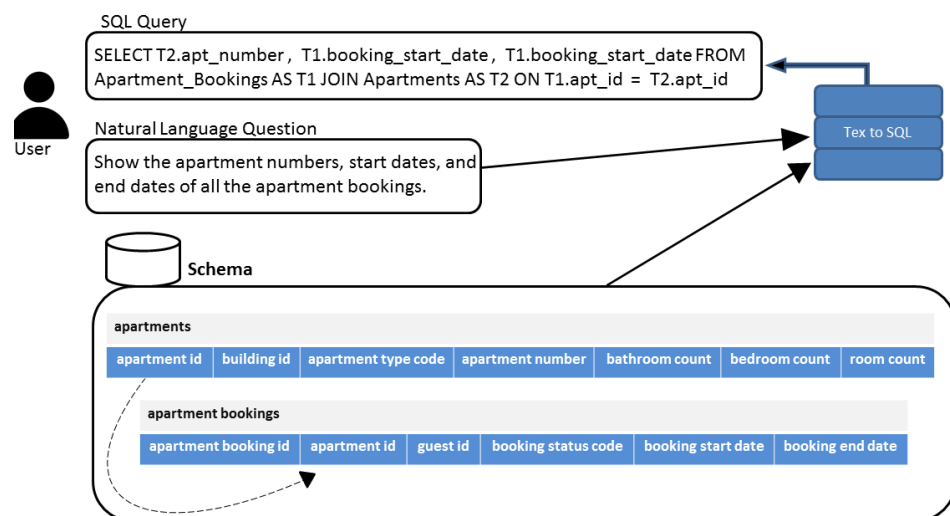 SQL Query
SELECT T2.apt_number, T1.booking_start_date, T1.booking_start_date FROM
Apartment_Bookings AS T1 JOIN Apartments AS T2 ON T1.apt_id = T2.apt_id
User
Natural Language Question
Show the apartment numbers, start dates, and
end dates of all the apartment bookings.
Tex to SQL
Schema
apartments
apartment id building id apartment type code apartment number bathroom count bedroom count room count
apartment bookings
apartment booking id apartment id guest id booking status code booking start date booking end date